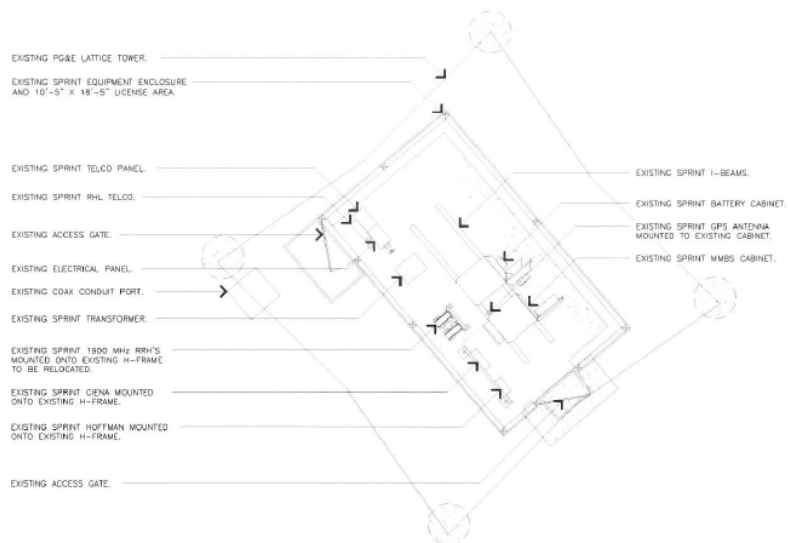 EXISTING PG&E LATTICE TOWER.
EXISTING SPRINT EQUIPMENT ENCLOSURE
AND 10'-5" X 18'-5" LICENSE AREA.
EXISTING SPRINT TELCO PANEL.
EXISTING SPRINT RHL TELCO.
EXISTING ACCESS GATE.
EXISTING ELECTRICAL PANEL.
EXISTING COAX CONDUIT PORT.
EXISTING SPRINT TRANSFORMER.
EXISTING SPRINT 1900 MHz RRH'S
MOUNTED ONTO EXISTING H-FRAME
TO BE RELOCATED.
EXISTING SPRINT CIENA MOUNTED
ONTO EXISTING H-FRAME.
EXISTING SPRINT HOFFMAN MOUNTED
ONTO EXISTING H-FRAME.
EXISTING ACCESS GATE.
EXISTING SPRINT I-BEAMS.
EXISTING SPRINT BATTERY CABINET.
EXISTING SPRINT GPS ANTENNA
MOUNTED TO EXISTING CABINET.
EXISTING SPRINT MMBS CABINET.